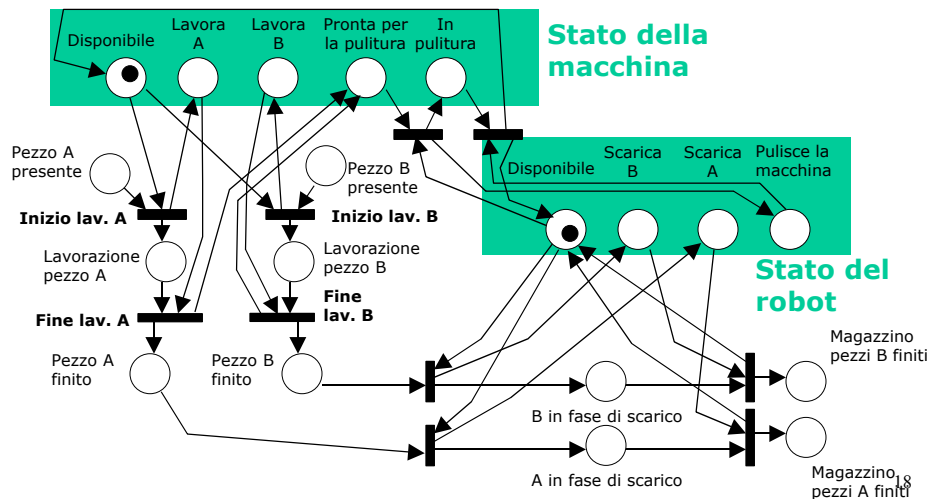 Disponibile
Lavora
A
Lavora
B
Pronta per
la pulitura
In
pulitura
Stato della
macchina
Pezzo A
presente
Pezzo B
presente
Disponibile
Scarica
B
Scarica
A
Pulisce la
macchina
Inizio lav. A
Inizio lav. B
Lavorazione
pezzo A
Lavorazione
pezzo B
Stato del
robot
Fine lav. A
Fine
lav. B
Pezzo A
finito
Pezzo B
finito
Magazzino
pezzi B finiti
B in fase di scarico
A in fase di scarico
Magazzino
pezzi A finiti
18